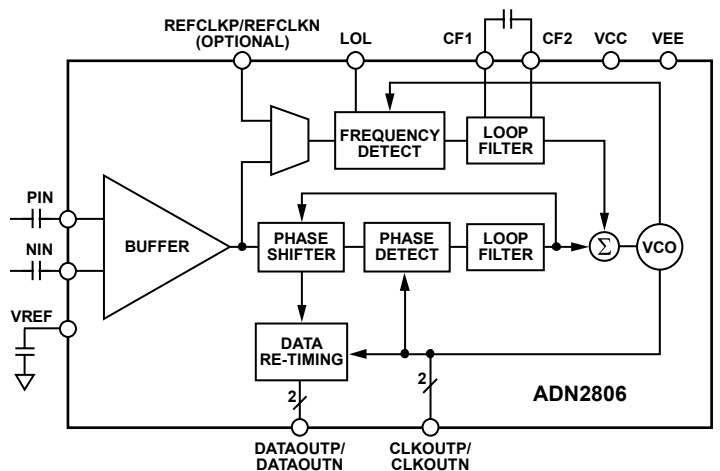 REFCLKP/REFCLKN
(OPTIONAL)
LOL
CF1
CF2
VCC
VEE
FREQUENCY
DETECT
LOOP
FILTER
PIN
BUFFER
PHASE
SHIFTER
PHASE
DETECT
LOOP
FILTER
Σ
VCO
NIN
VREF
DATA
RE-TIMING
2
2
ADN2806
DATAOUTP/
DATAOUTN
CLKOUTP/
CLKOUTN